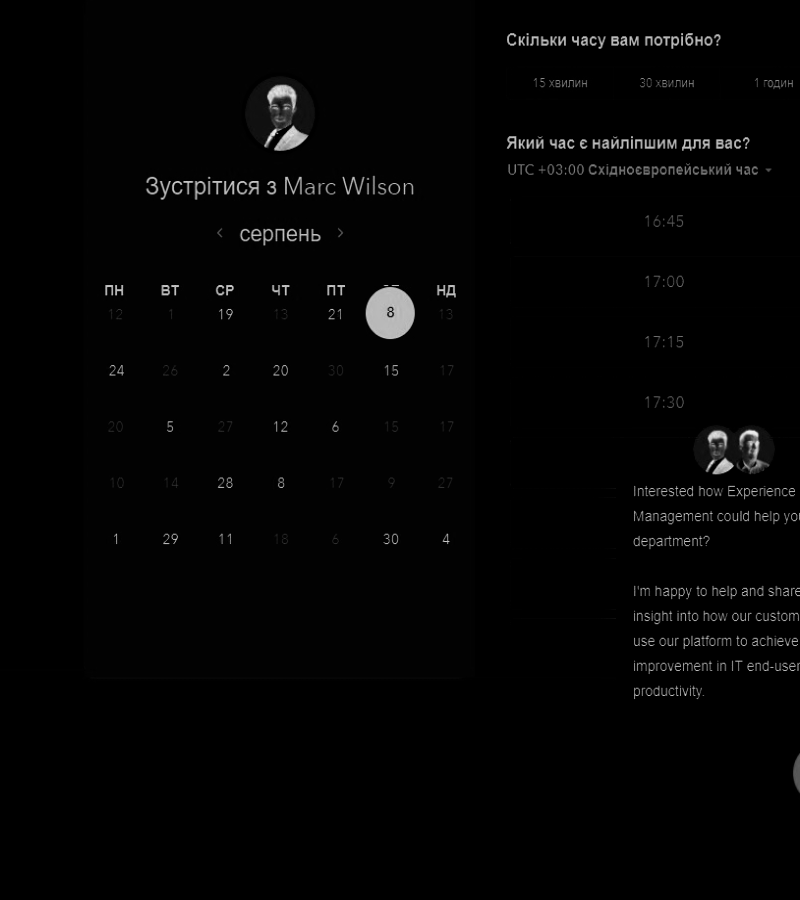 Зустрітися з Marc Wilson
серпень
ПН ВТ СР ЧТ ПТ НД
12 1 19 13 21 8 13
24 26 2 20 30 15 17
20 5 27 12 6 15 17
10 14 28 8 17 9 27
1 29 11 18 6 30 4
Скільки часу вам потрібно?
15 хвилин 30 хвилин 1 годин
Який час є найліпшим для вас?
UTC +03:00 Східноєвропейський час
16:45
17:00
17:15
17:30
Interested how Experience
Management could help you
department?
I'm happy to help and share
insight into how our custom
use our platform to achieve
improvement in IT end-user
productivity.